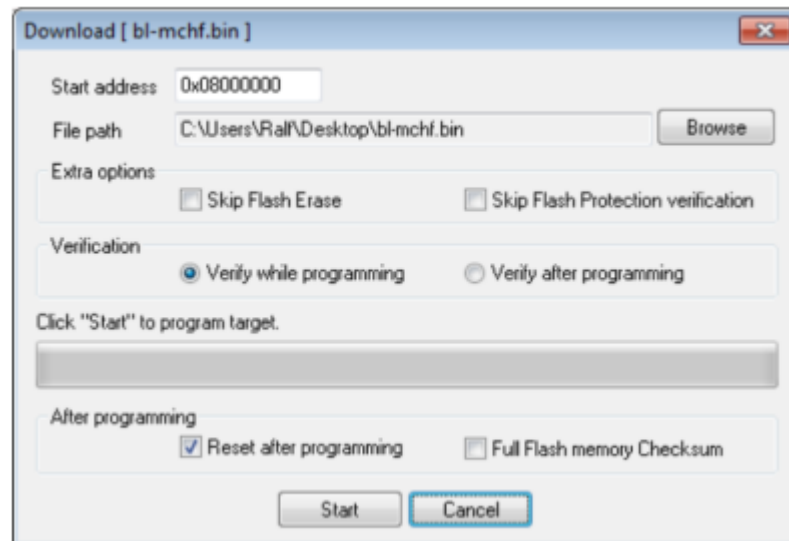 Download [ bl-mchf.bin ]
Start address 0x08000000
File path C:\Users\Ralf\Desktop\bl-mchf.bin Browse
Extra options
Skip Flash Erase Skip Flash Protection verification
Verification
Verify while programming Verify after programming
Click "Start" to program target.
After programming
Reset after programming Full Flash memory Checksum
Start Cancel